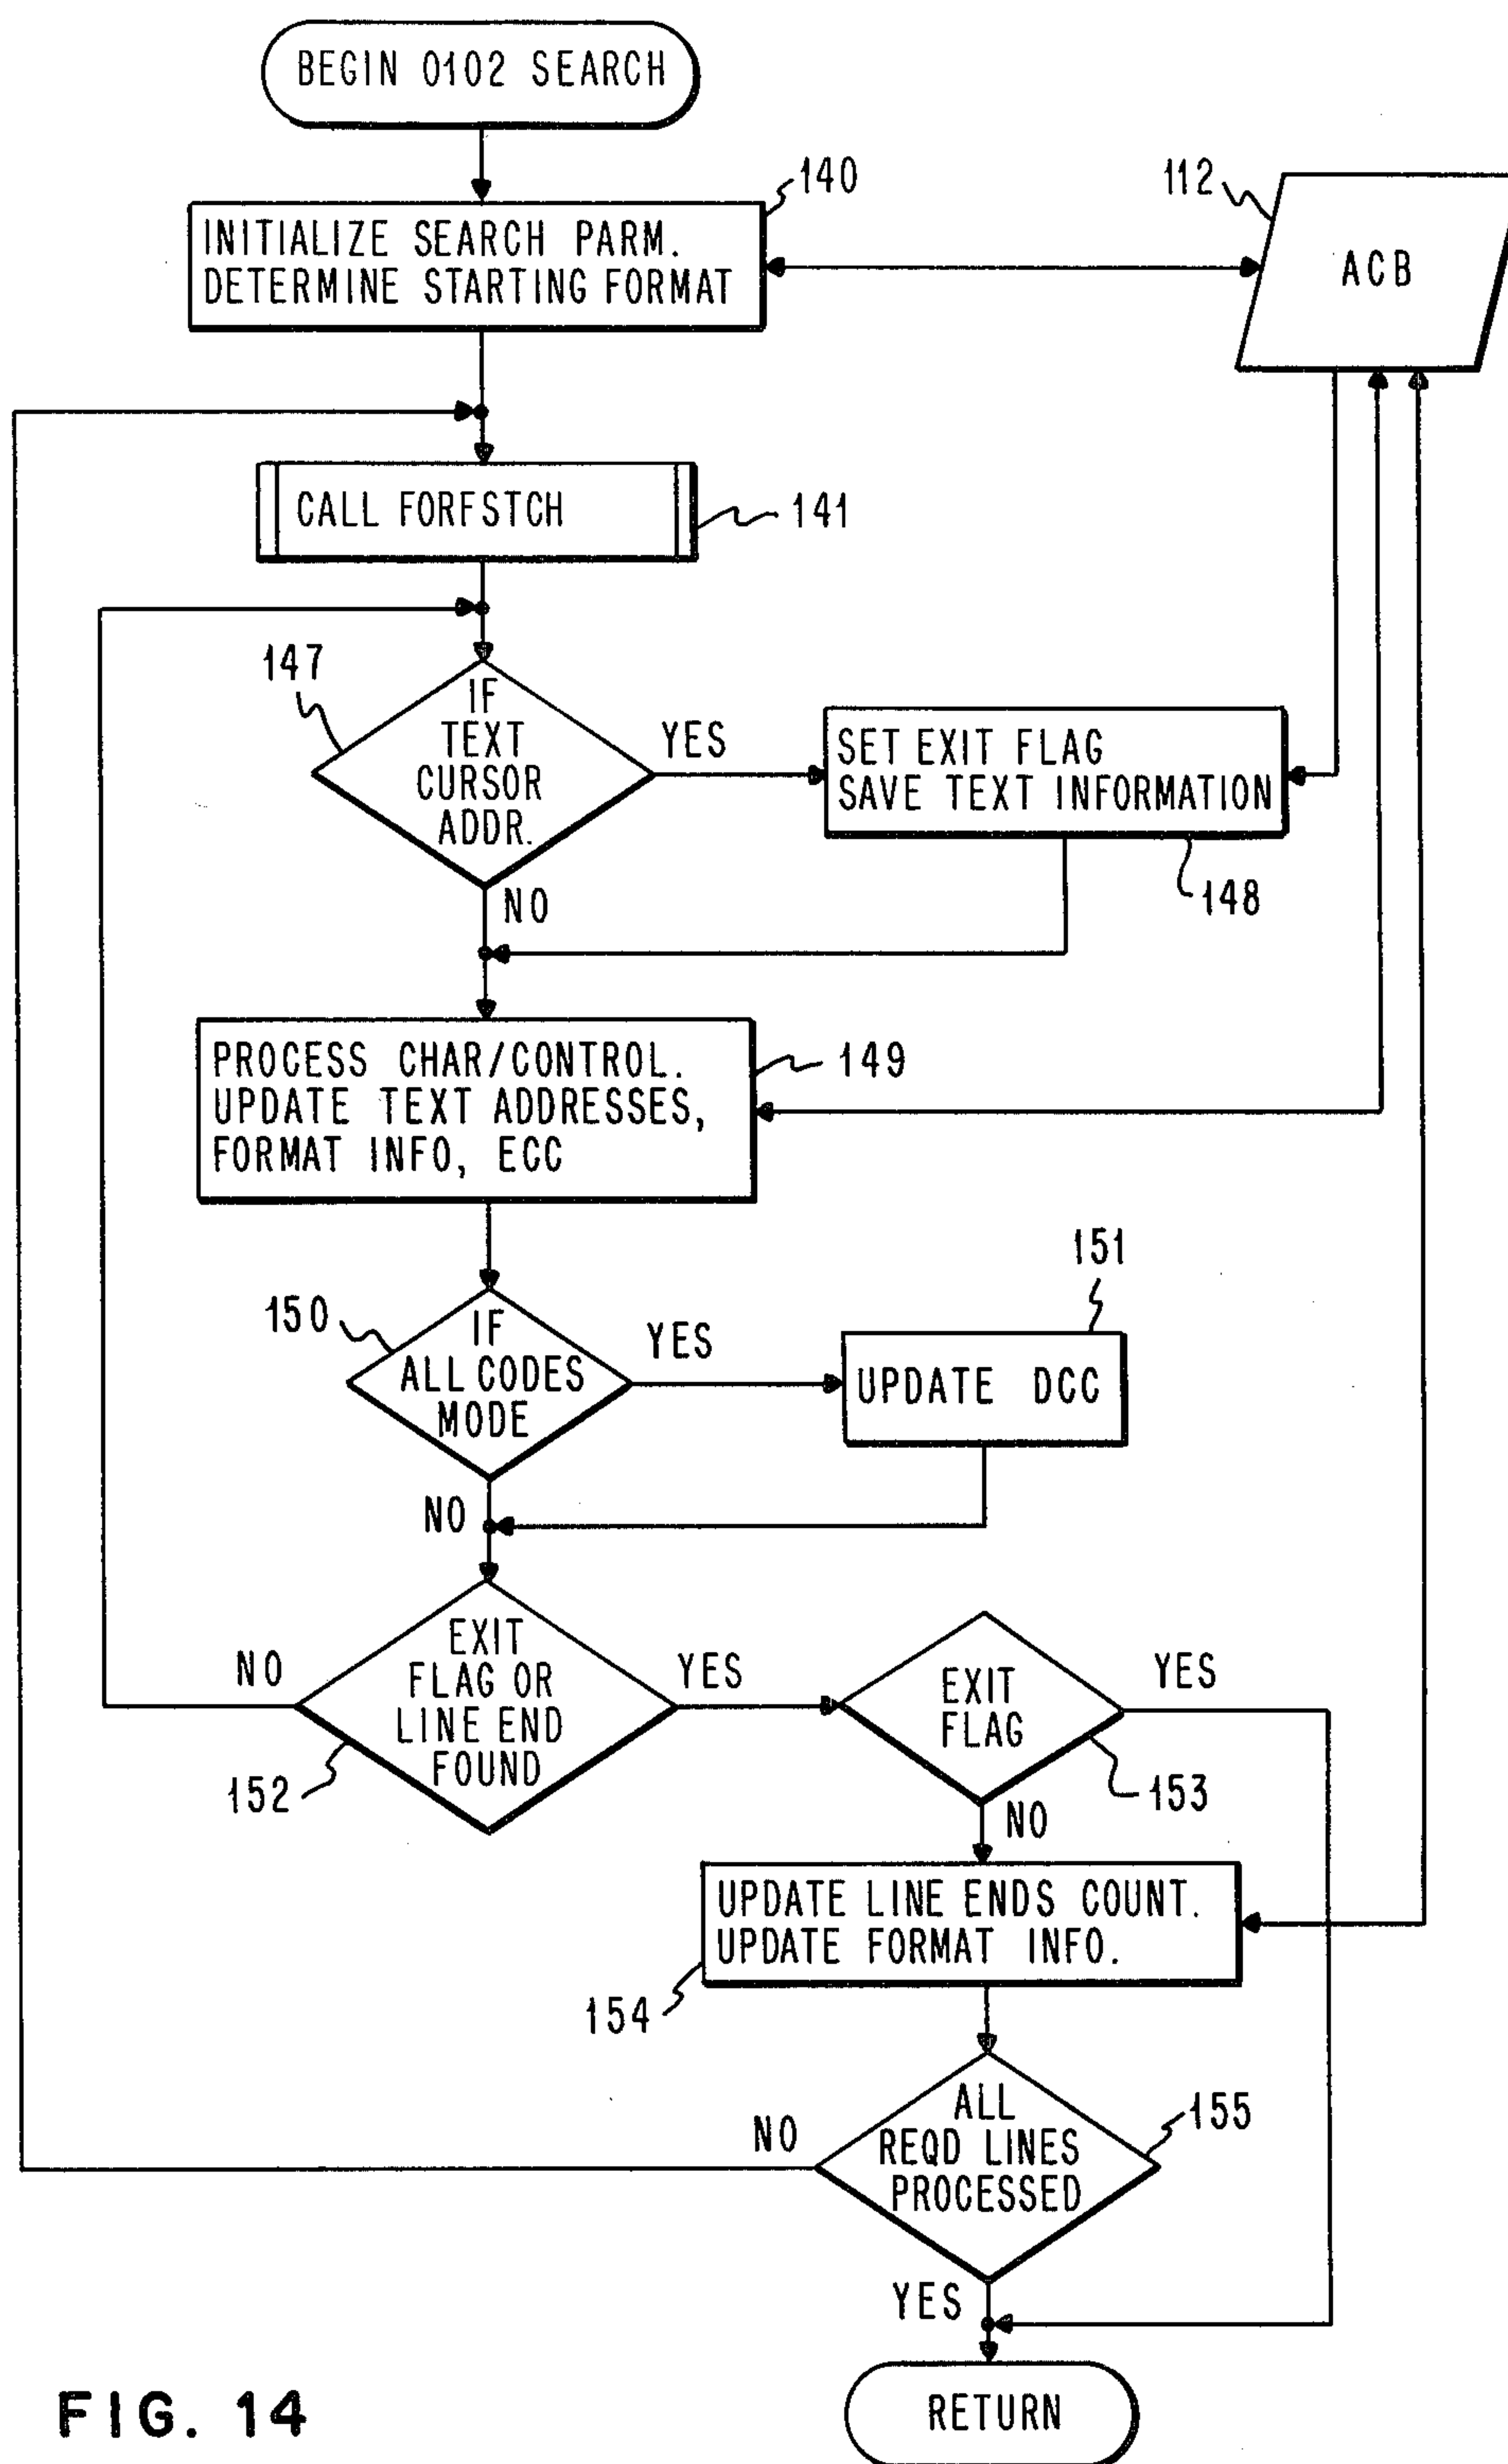 BEGIN 0102 SEARCH
140
112
INITIALIZE SEARCH PARM.
DETERMINE STARTING FORMAT
ACB
CALL FORFSTCH
141
147
IF
TEXT
CURSOR
ADDR.
YES
SET EXIT FLAG
SAVE TEXT INFORMATION
148
NO
PROCESS CHAR/CONTROL.
UPDATE TEXT ADDRESSES,
FORMAT INFO, ECC
149
151
150
IF
ALL CODES
MODE
YES
UPDATE DCC
NO
EXIT
FLAG OR
LINE END
FOUND
NO
YES
152
EXIT
FLAG
YES
153
NO
UPDATE LINE ENDS COUNT.
UPDATE FORMAT INFO.
154
ALL
REQD LINES
PROCESSED
NO
155
YES
RETURN
FIG. 14